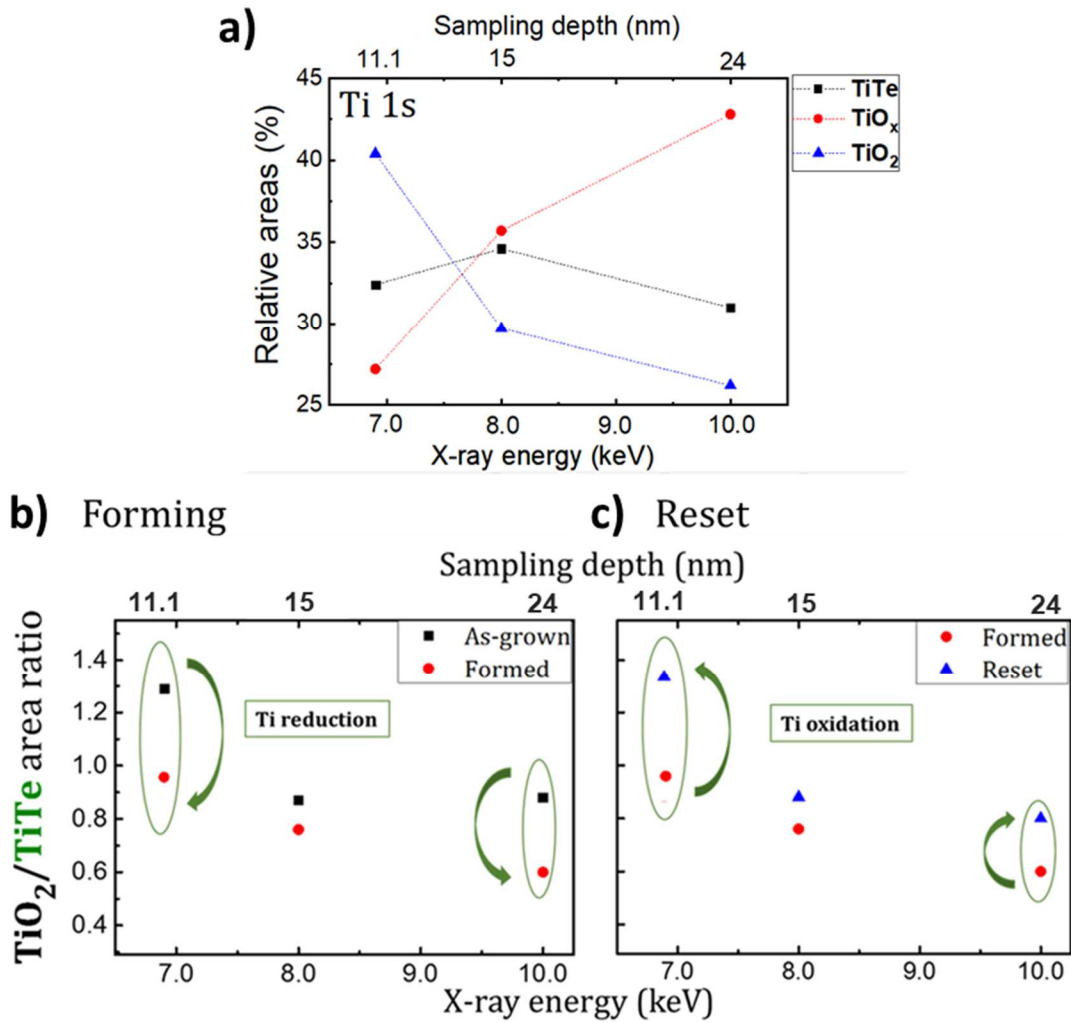 a)
Sampling depth (nm)
11.1 15 24
Ti 1s
TiTe
TiOₓ
TiO₂
45
40
35
30
25
Relative areas (%)
7.0 8.0 9.0 10.0
X-ray energy (keV)
b) Forming
c) Reset
Sampling depth (nm)
11.1 15 24
11.1 15 24
As-grown
Formed
Ti reduction
Formed
Reset
Ti oxidation
1.4
1.2
1.0
0.8
0.6
0.4
TiO₂/TiTe area ratio
7.0 8.0 9.0 10.0
7.0 8.0 9.0 10.0
X-ray energy (keV)